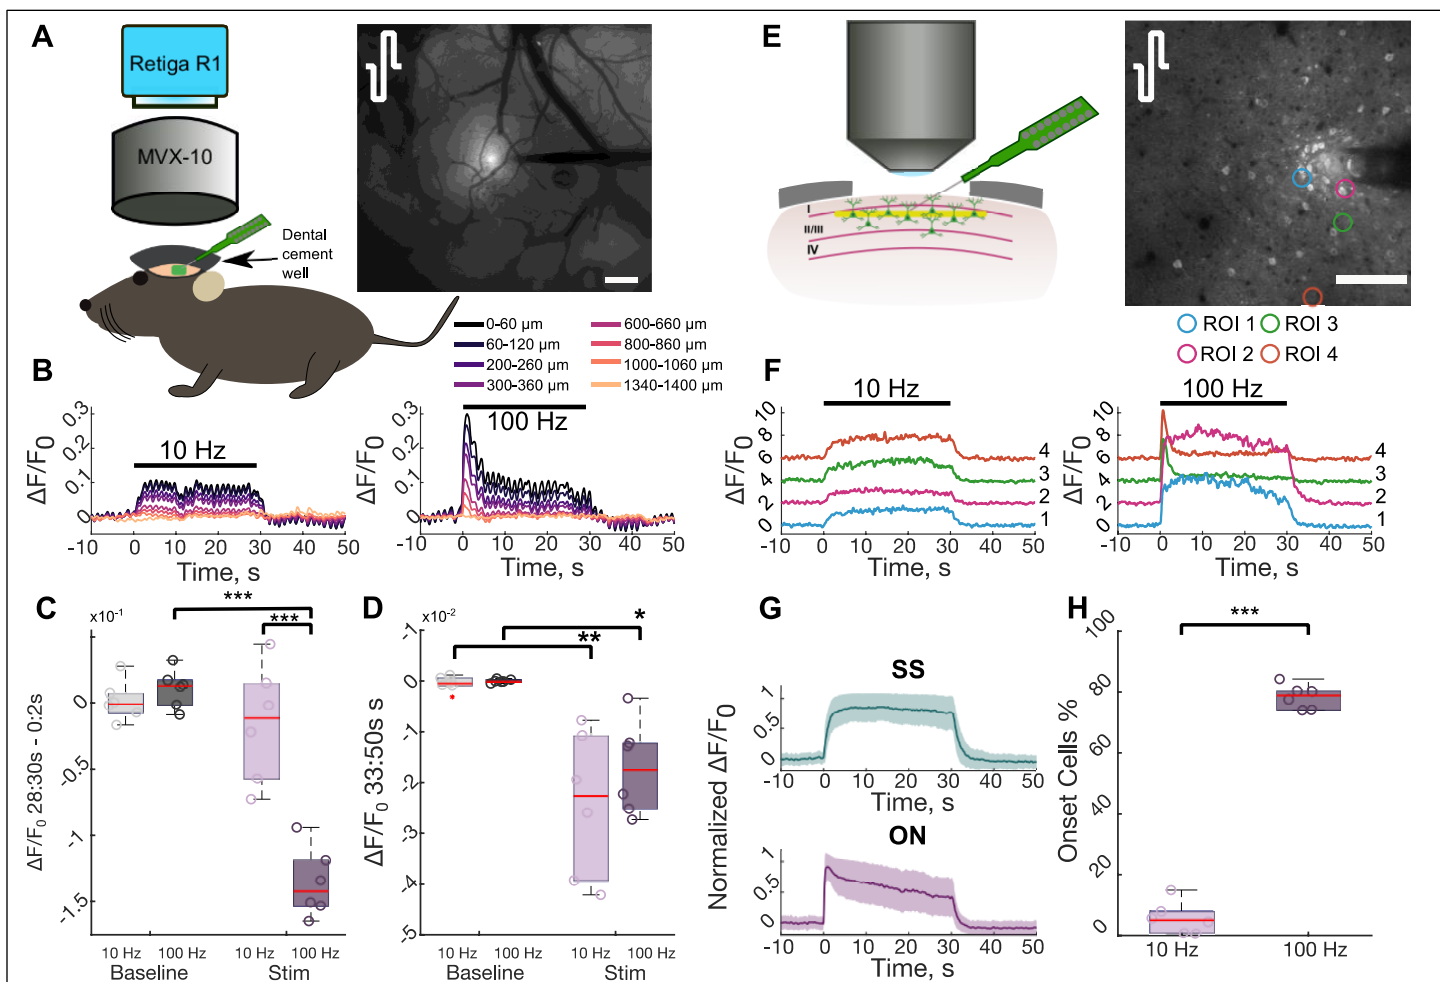 A
Retiga R1
MVX-10
Dental
cement
well
0-60 µm
60-120 µm
200-260 µm
300-360 µm
600-660 µm
800-860 µm
1000-1060 µm
1340-1400 µm
B
ΔF/F0
0.3
0.2
0.1
0
10 Hz
-10 0 10 20 30 40 50
Time, s
ΔF/F0
0.3
0.2
0.1
0
100 Hz
-10 0 10 20 30 40 50
Time, s
C
x10-1
ΔF/F0 28:30s - 0:2s
0
-0.5
-1
-1.5
***
***
10 Hz 100 Hz 10 Hz 100 Hz
Baseline Stim
D
x10-2
ΔF/F0 33:50s s
-1
0
-1
-2
-3
-4
-5
**
*
10 Hz 100 Hz 10 Hz 100 Hz
Baseline Stim
E
I
II/III
IV
ROI 1 ROI 3
ROI 2 ROI 4
F
10 Hz
ΔF/F0
10
8
6
4
2
0
4
3
2
1
-10 0 10 20 30 40 50
Time, s
100 Hz
ΔF/F0
10
8
6
4
2
0
4
3
2
1
-10 0 10 20 30 40 50
Time, s
G
Normalized ΔF/F0
SS
1
0.5
0
-10 0 10 20 30 40 50
Time, s
ON
1
0.5
0
-10 0 10 20 30 40 50
Time, s
H
Onset Cells %
100
80
60
40
20
0
***
10 Hz 100 Hz